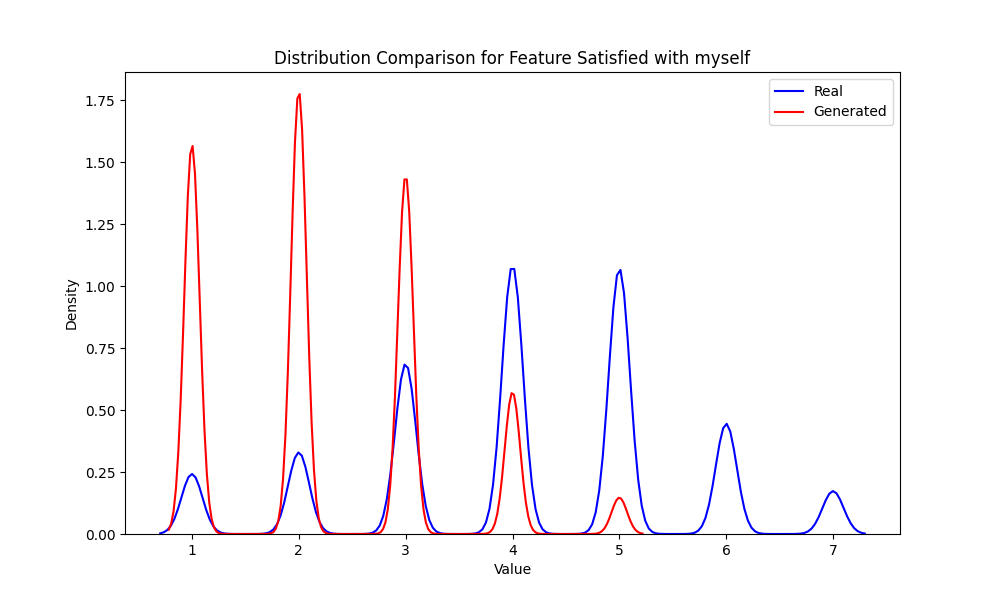 Distribution Comparison for Feature Satisfied with myself
Real
Generated
1.75
1.50
1.25
1.00
0.75
0.50
0.25
0.00
Density
1 2 3 4 5 6 7
Value